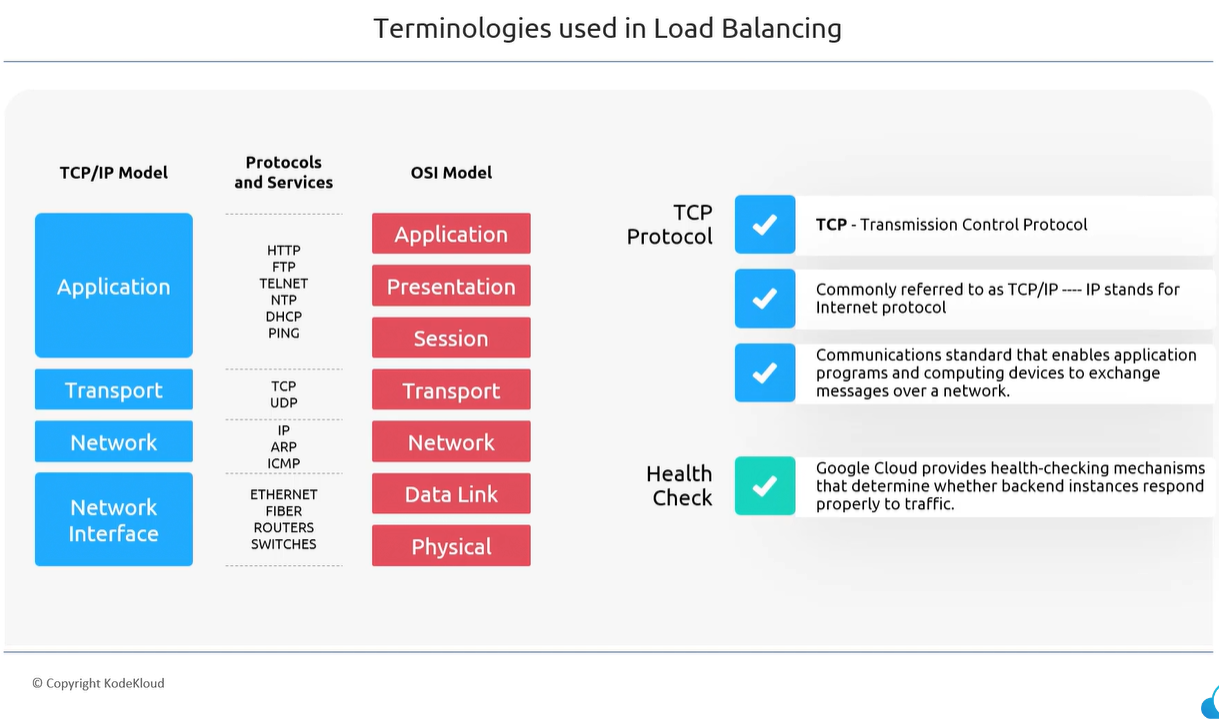 Terminologies used in Load Balancing
TCP/IP Model
Protocols
and Services
OSI Model
Application
Transport
Network
Network
Interface
HTTP
FTP
TELNET
NTP
DHCP
PING
TCP
UDP
IP
ARP
ICMP
ETHERNET
FIBER
ROUTERS
SWITCHES
Application
Presentation
Session
Transport
Network
Data Link
Physical
TCP
Protocol
TCP - Transmission Control Protocol
Commonly referred to as TCP/IP ---- IP stands for
Internet protocol
Communications standard that enables application
programs and computing devices to exchange
messages over a network.
Health
Check
Google Cloud provides health-checking mechanisms
that determine whether backend instances respond
properly to traffic.
© Copyright KodeKloud